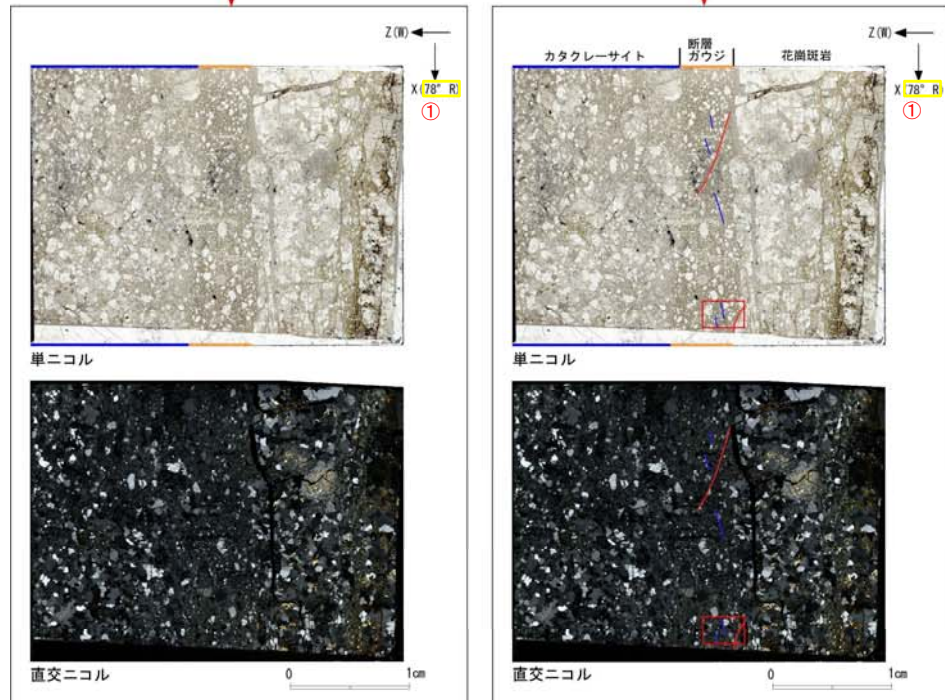 Z(W)
X(78° R)
①
単ニコル
直交ニコル
0 1cm
Z(W)
断層
カタクレーサイト ガウジ 花崗斑岩
X(78° R)
①
単ニコル
直交ニコル
0 1cm